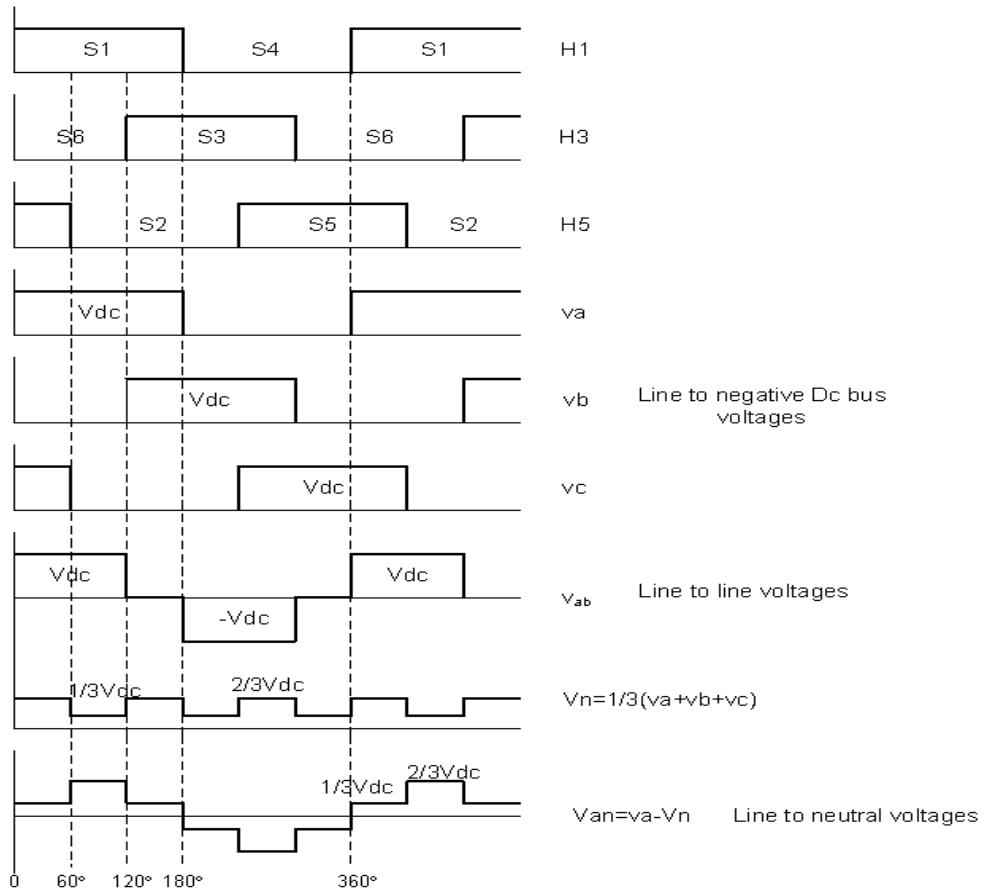 S1 S4 S1 H1
S6 S3 S6 H3
S2 S5 S2 H5
Vdc va
Vdc vb Line to negative Dc bus
voltages
Vdc vc
Vdc -Vdc Vdc vab Line to line voltages
1/3Vdc 2/3Vdc Vn=1/3(va+vb+vc)
1/3Vdc 2/3Vdc Van=va-Vn Line to neutral voltages
0 60° 120° 180° 360°